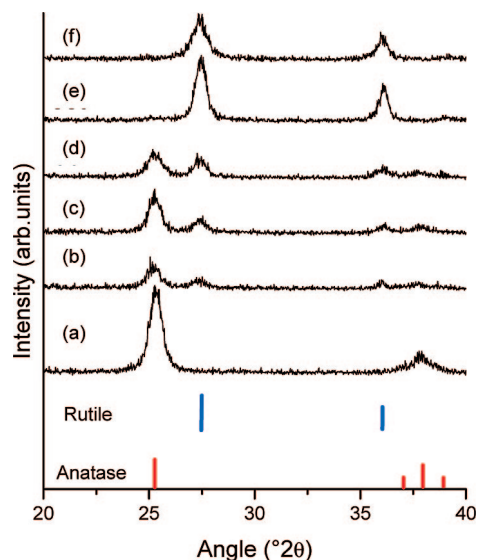 (f)
(e)
(d)
(c)
(b)
(a)
Rutile
Anatase
20 25 30 35 40
Angle (°2θ)
Intensity (arb.units)